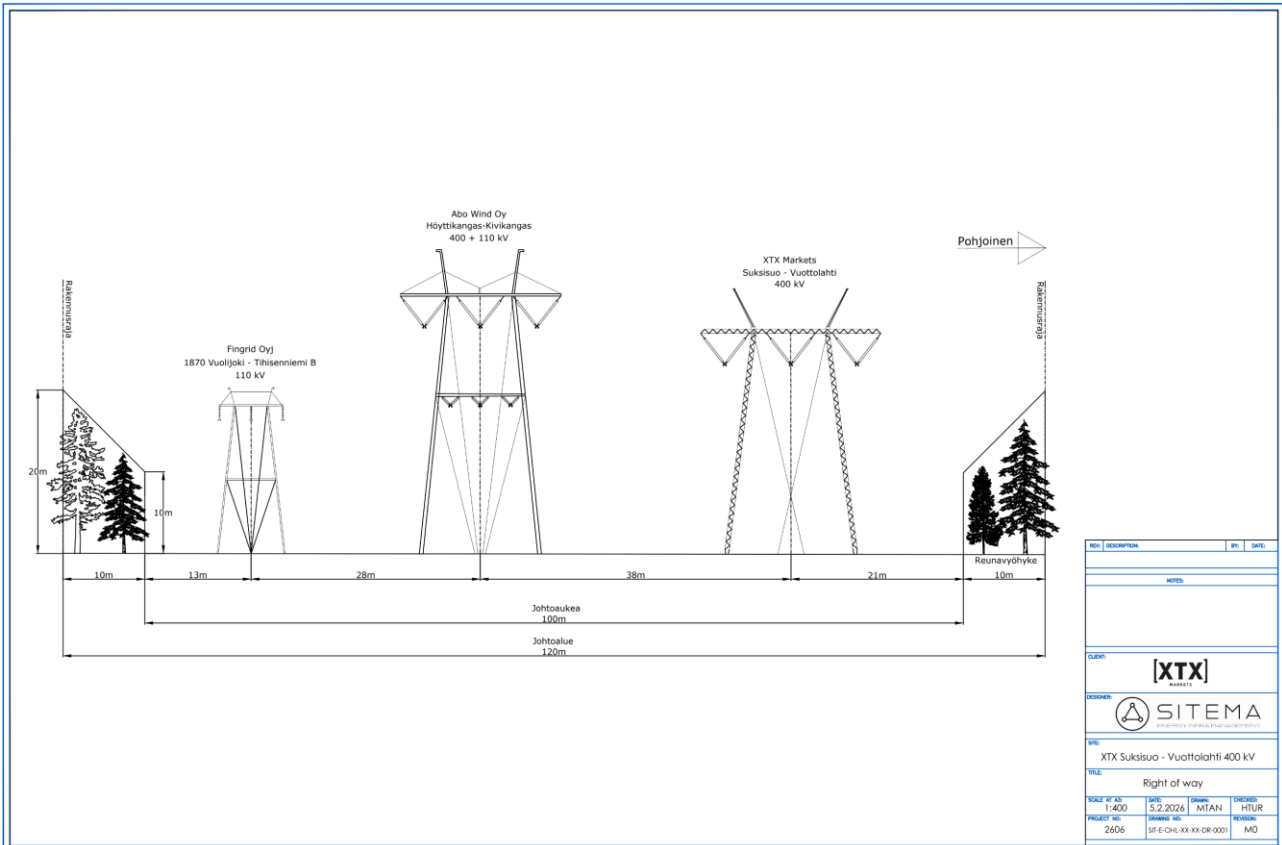 Abo Wind Oy
Höyttikangas-Kivikangas
400 + 110 kV
Pohjoinen
XTX Markets
Suksisuo - Vuottolahti
400 kV
Rakennusraja
Rakennusraja
Fingrid Oyj
1870 Vuolijoki - Tihisenniemi B
110 kV
20m
10m
Reunavyöhyke
10m
13m
28m
38m
21m
10m
Johtoaukea
100m
Johtoalue
120m
REV: DESCRIPTION: BY: DATE:
NOTES:
CLIENT:
[XTX]
MARKETS
DESIGNER:
SITEMA
ENERGY INFRA MANAGEMENT
SITE:
XTX Suksisuo - Vuottolahti 400 kV
TITLE:
Right of way
SCALE AT A3: DATE: DRAWN: CHECKED:
1:400 5.2.2026 MTAN HTUR
PROJECT NO: DRAWING NO: REVISION:
2606 SIT-E-OHL-XX-XX-DR-0001 M0